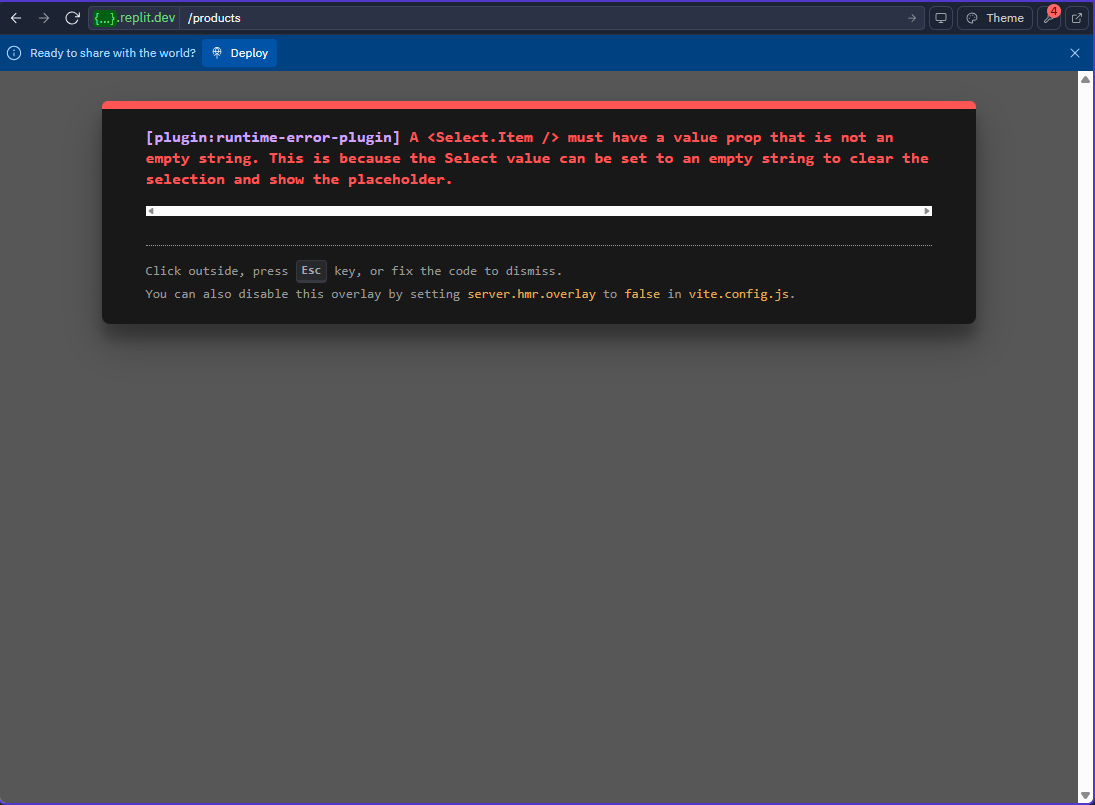 {...}.replit.dev /products Theme 4
Ready to share with the world? Deploy
[plugin:runtime-error-plugin] A <Select.Item /> must have a value prop that is not an
empty string. This is because the Select value can be set to an empty string to clear the
selection and show the placeholder.
Click outside, press Esc key, or fix the code to dismiss.
You can also disable this overlay by setting server.hmr.overlay to false in vite.config.js.